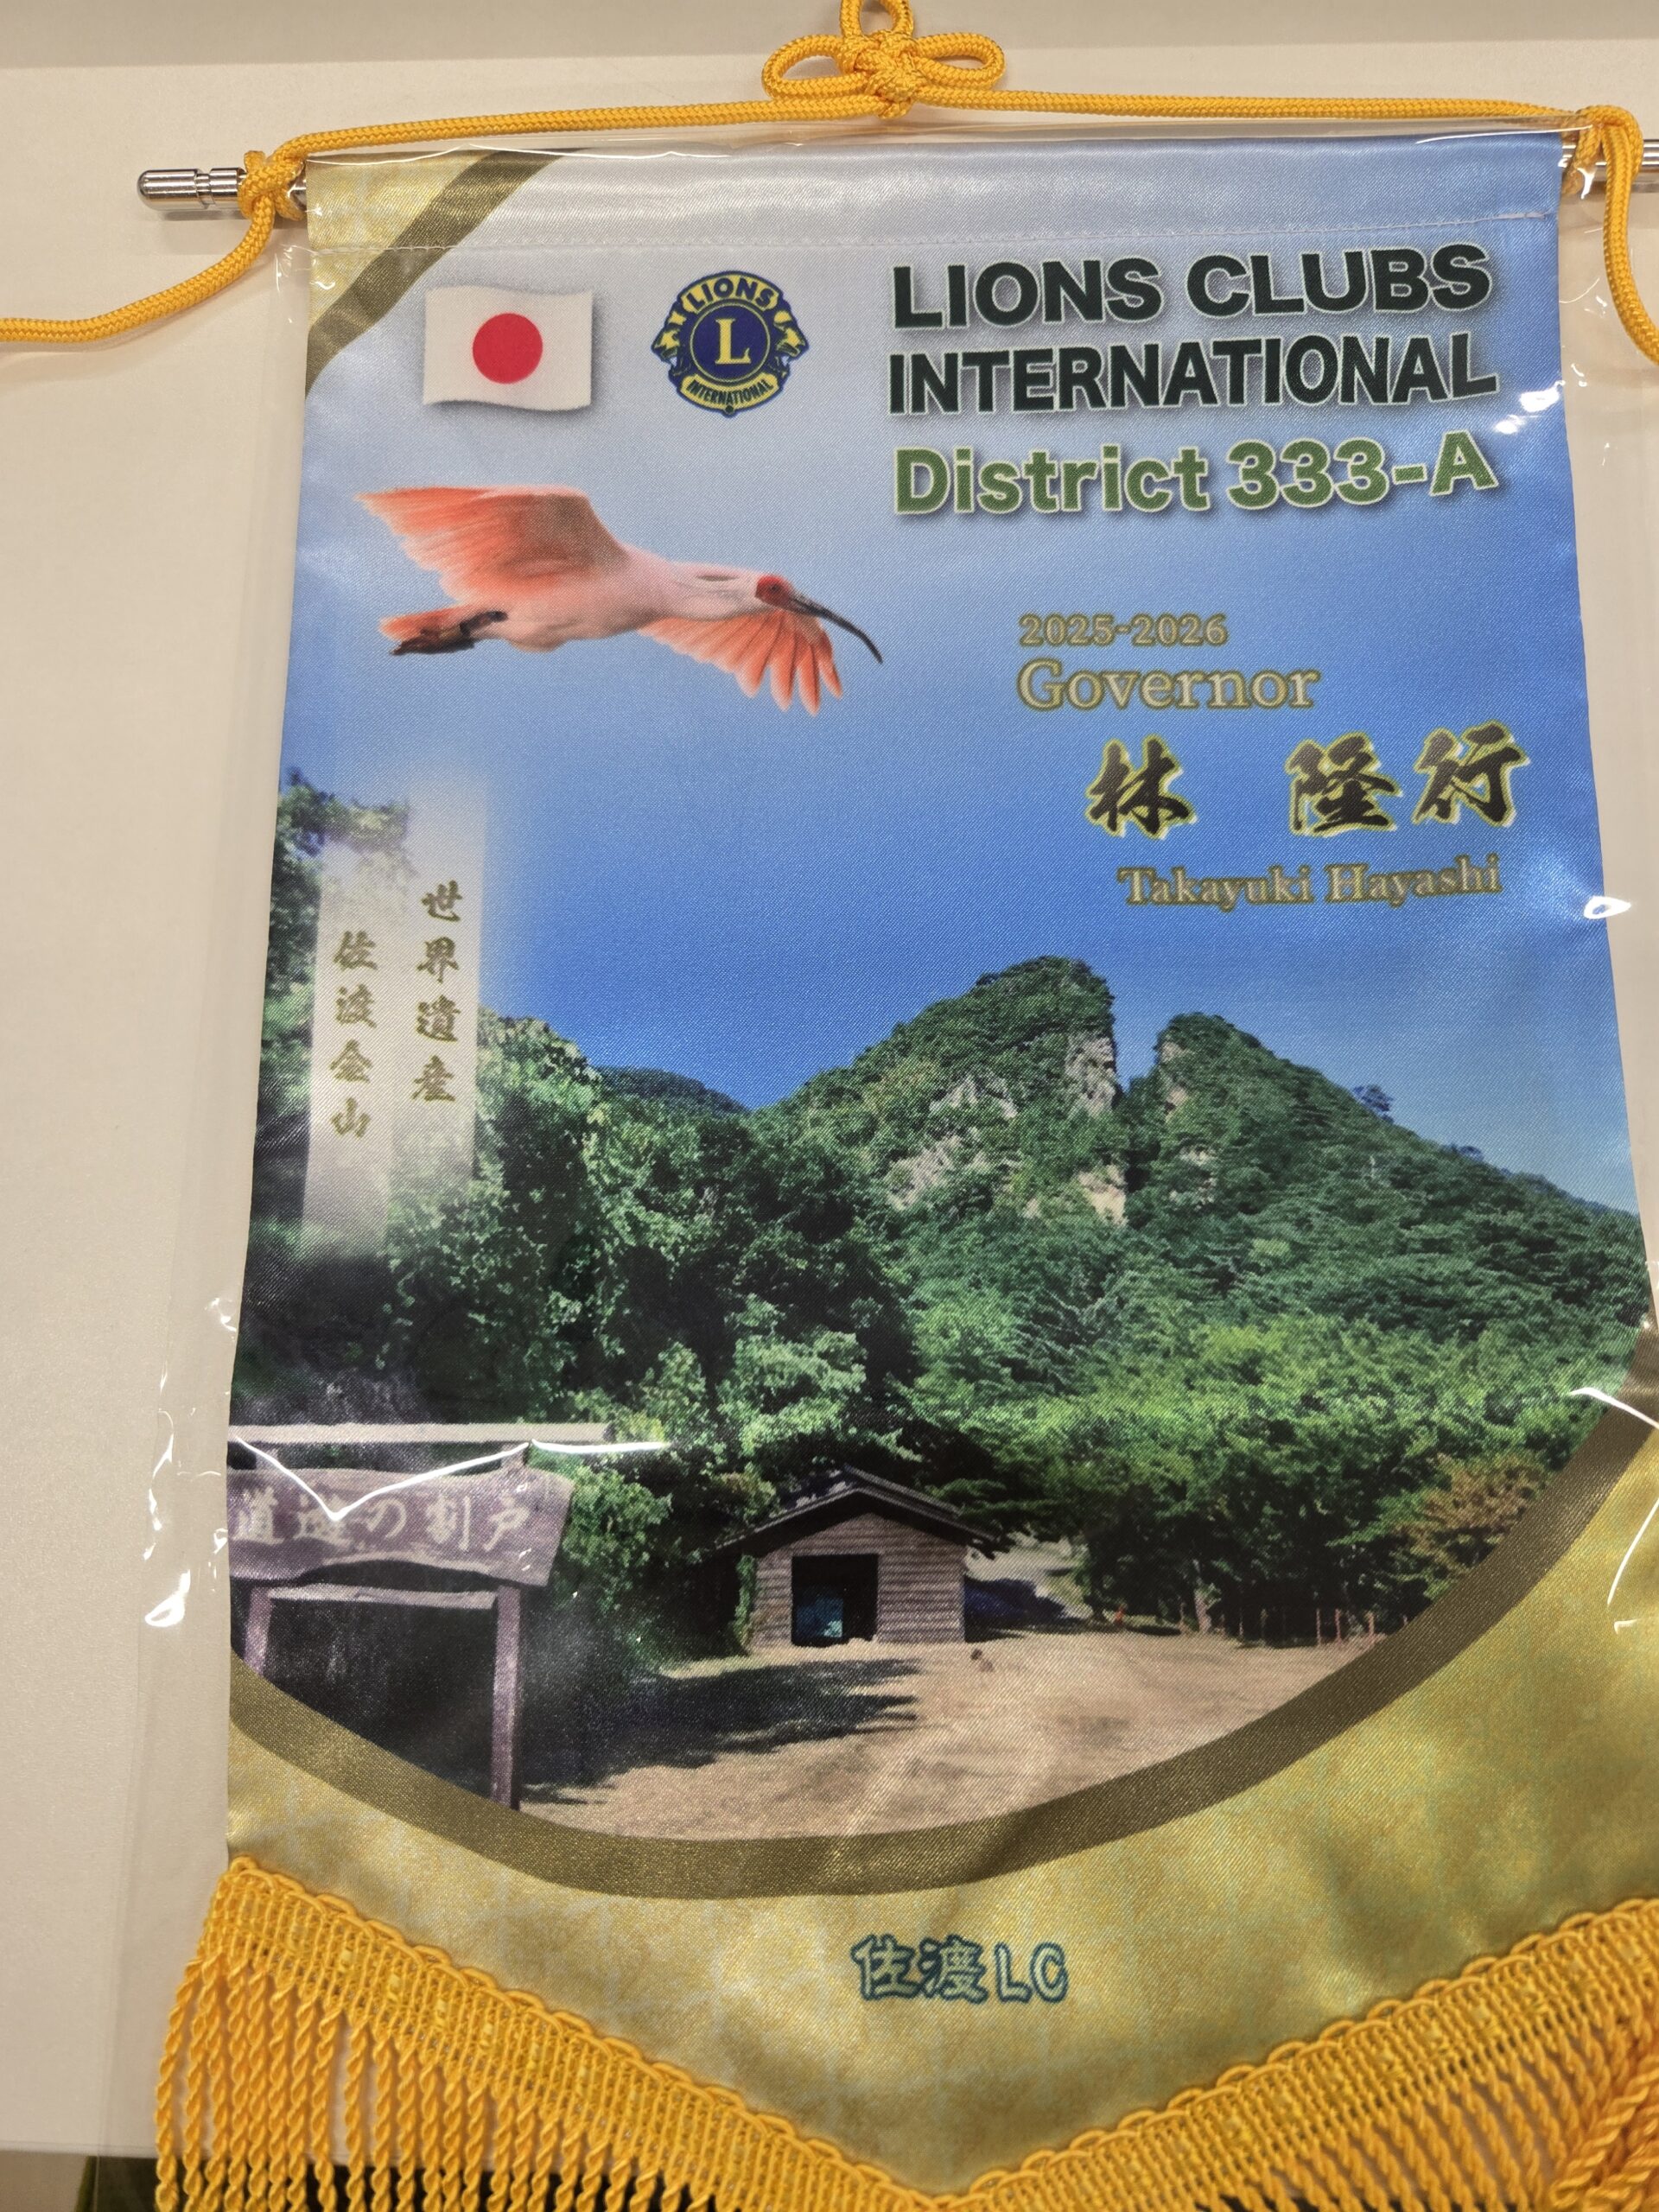 LIONS
L
INTERNATIONAL
LIONS CLUBS
INTERNATIONAL
District 333-A
2025-2026
Governor
林 隆行
Takayuki Hayashi
世界遺産
佐渡金山
道遊の割戸
佐渡LC